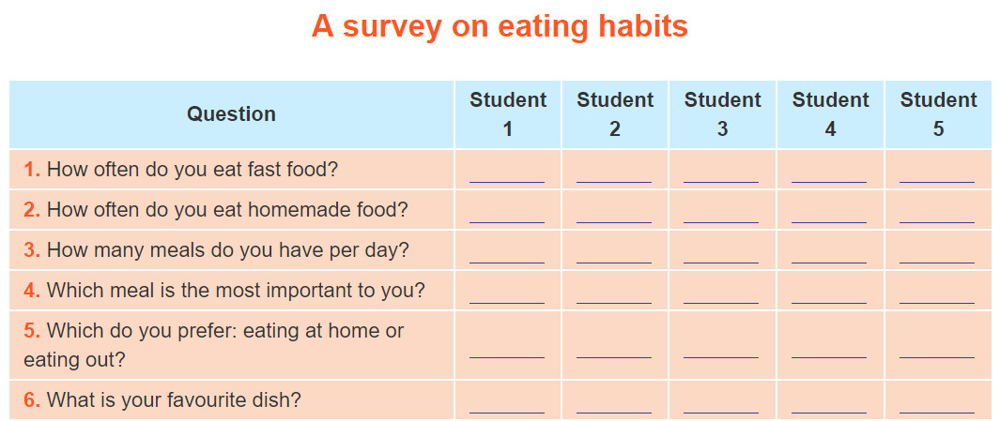 A survey on eating habits
Question
Student 1
Student 2
Student 3
Student 4
Student 5
1. How often do you eat fast food?
2. How often do you eat homemade food?
3. How many meals do you have per day?
4. Which meal is the most important to you?
5. Which do you prefer: eating at home or
eating out?
6. What is your favourite dish?